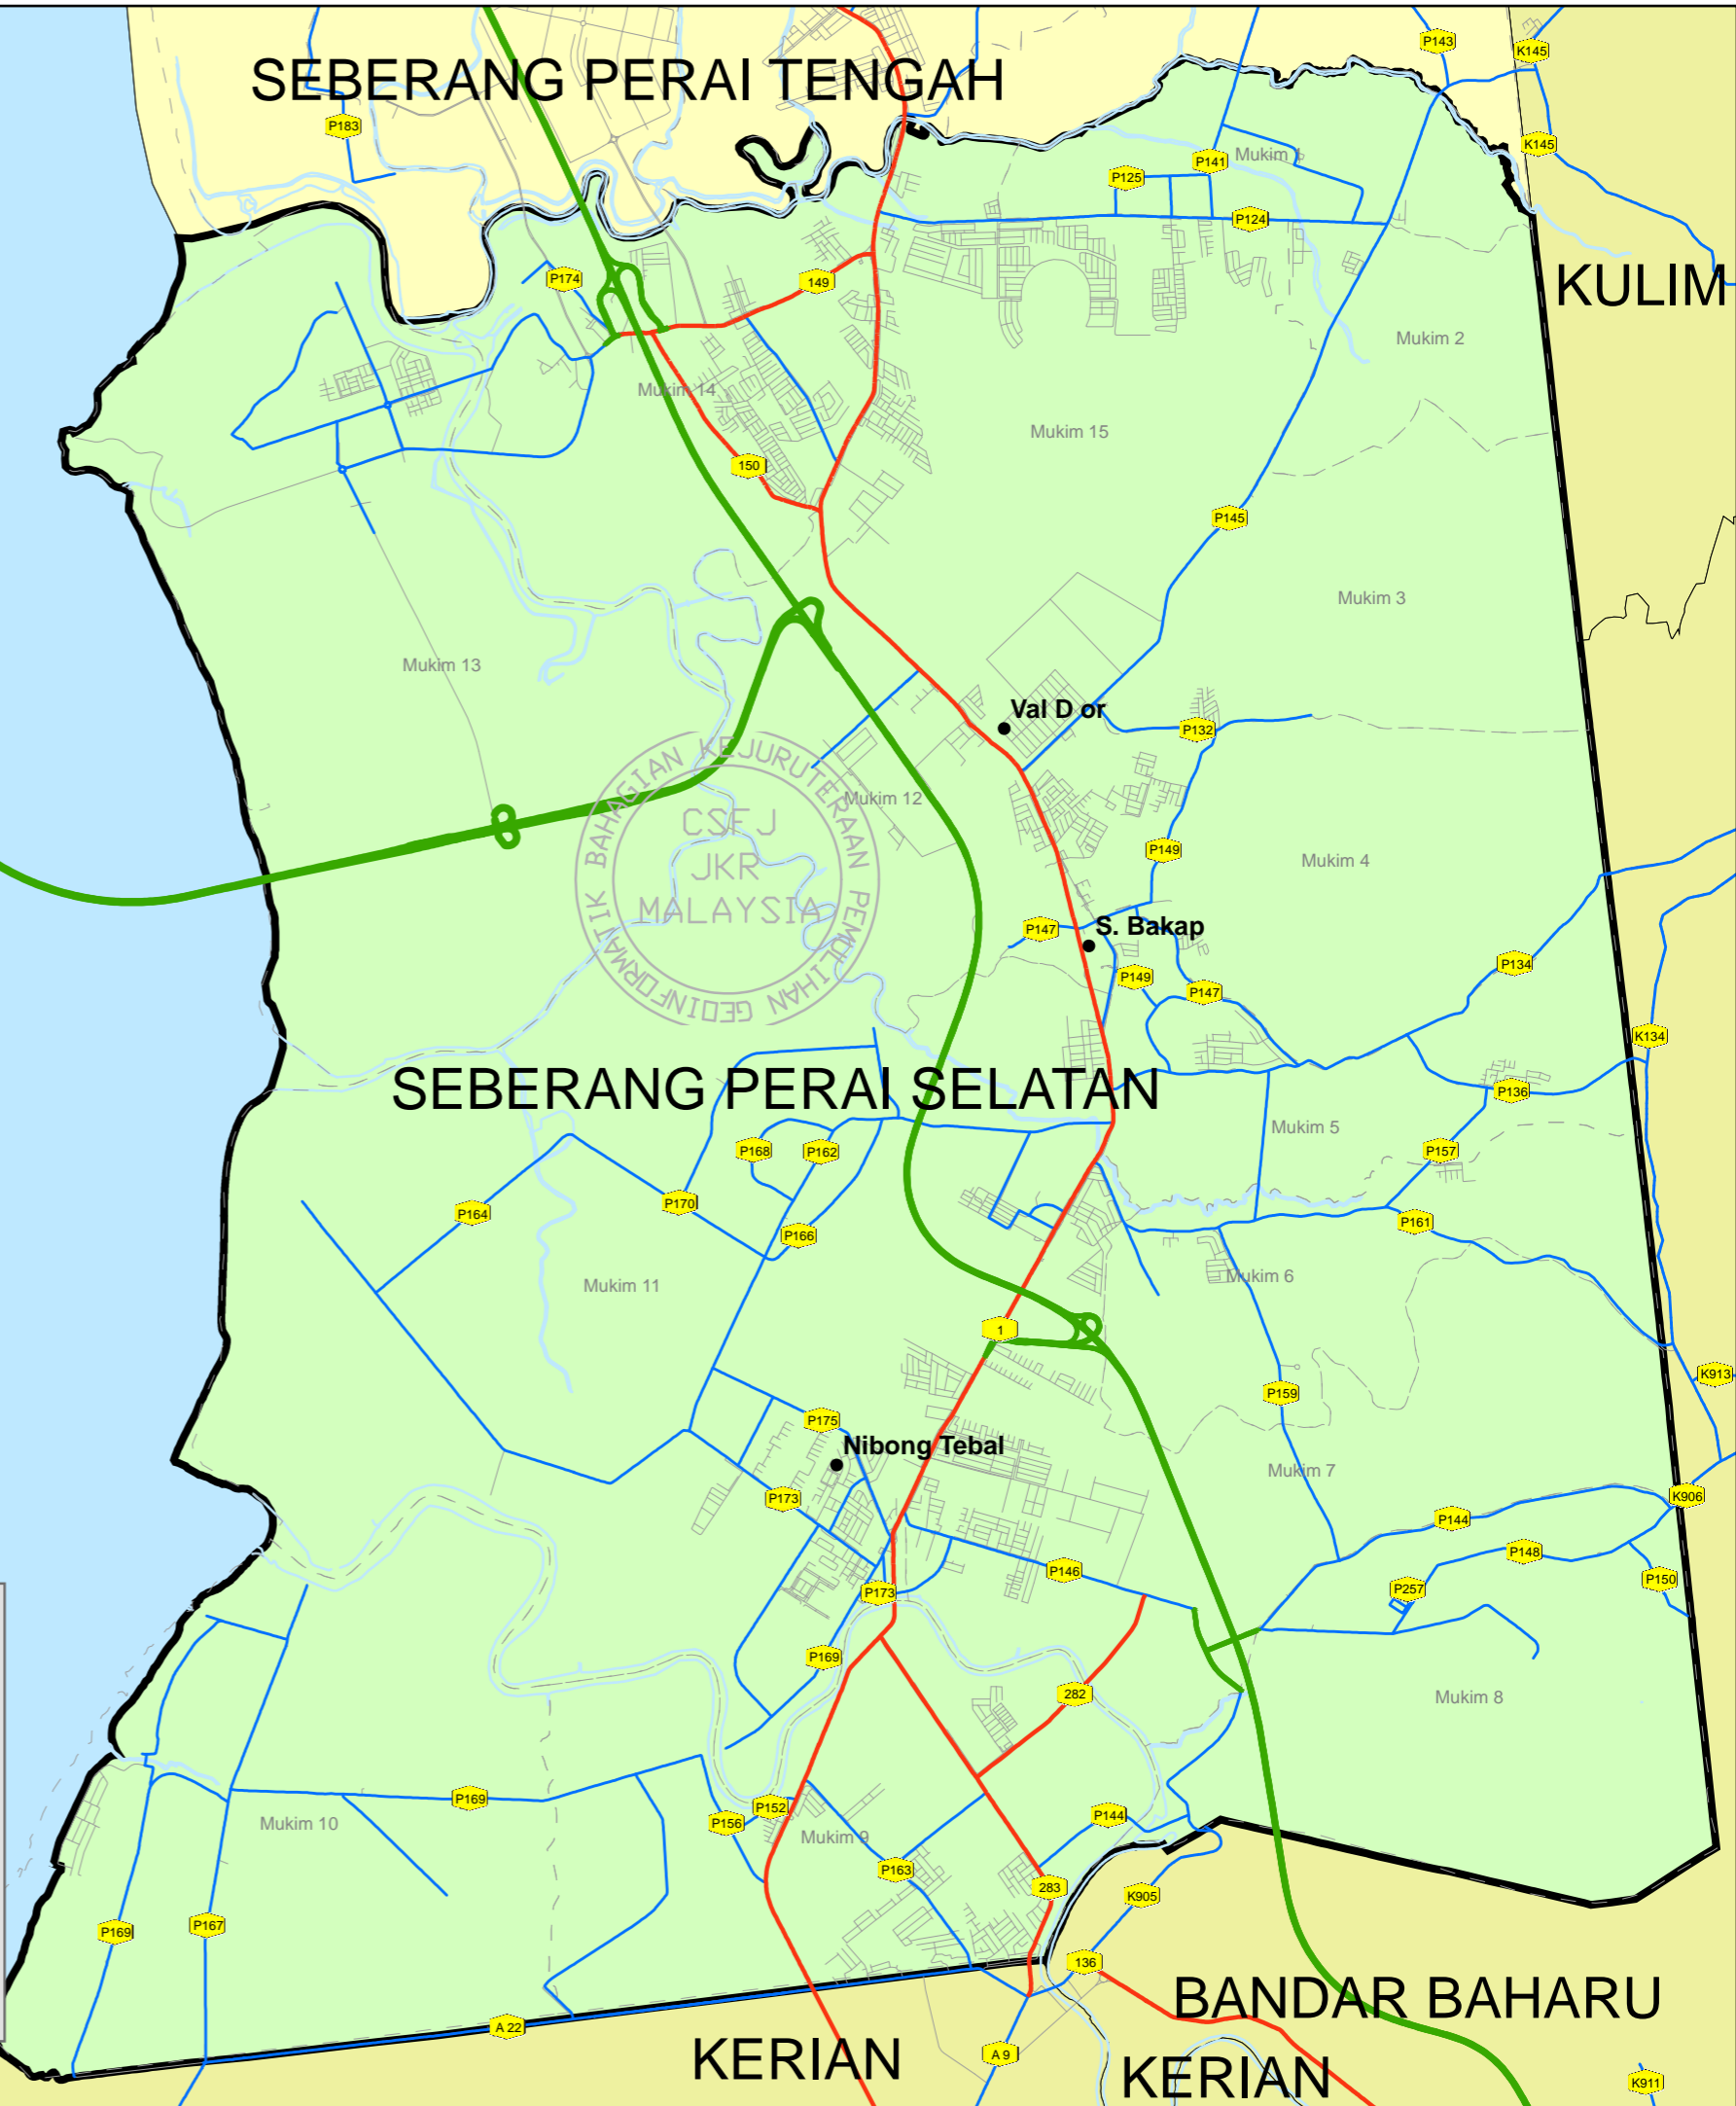 P143
K145
SEBERANG PERAI TENGAH
P183
K145
Mukim 1
P141
P125
P124
P174
149
KULIM
Mukim 2
Mukim 14
Mukim 15
150
P145
Mukim 3
Mukim 13
Val D or
P132
BAHAGIAN KEJURUTERAAN PEMULIHAN GEOINFORMATIK
CSFJ
JKR
MALAYSIA
Mukim 12
P149
Mukim 4
P147
S. Bakap
P134
P149
P147
K134
SEBERANG PERAI SELATAN
P136
Mukim 5
P168
P162
P157
P164
P170
P166
P161
Mukim 11
Mukim 6
1
K913
P159
P175
Nibong Tebal
Mukim 7
P173
K906
P144
P148
P146
P257
P150
P173
P169
282
Mukim 8
P169
P152
P144
P156
Mukim 10
Mukim 9
P163
283
K905
P169
P167
136
BANDAR BAHARU
A 22
KERIAN
A 9
KERIAN
K911